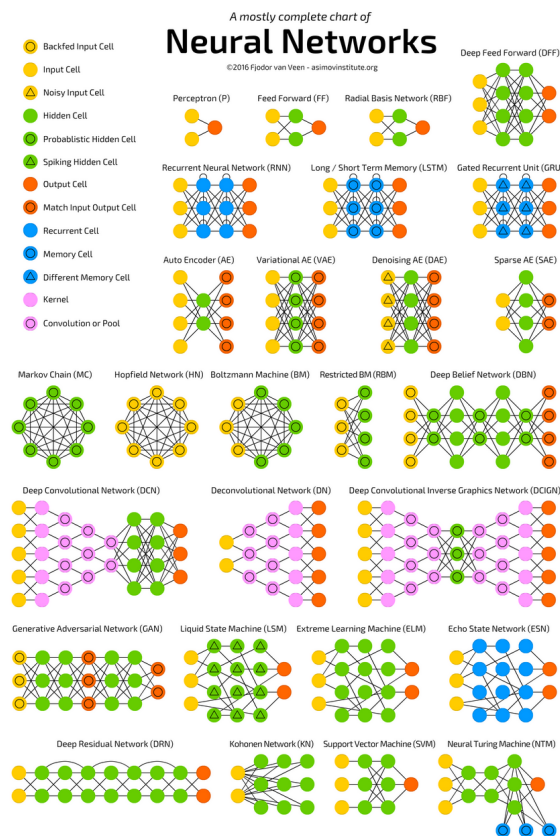 A mostly complete chart of
Neural Networks
©2016 Fjodor van Veen - asimovinstitute.org
Backfed Input Cell
Input Cell
Noisy Input Cell
Hidden Cell
Probablistic Hidden Cell
Spiking Hidden Cell
Output Cell
Match Input Output Cell
Recurrent Cell
Memory Cell
Different Memory Cell
Kernel
Convolution or Pool
Deep Feed Forward (DFF)
Perceptron (P)
Feed Forward (FF)
Radial Basis Network (RBF)
Recurrent Neural Network (RNN)
Long / Short Term Memory (LSTM)
Gated Recurrent Unit (GRU)
Auto Encoder (AE)
Variational AE (VAE)
Denoising AE (DAE)
Sparse AE (SAE)
Markov Chain (MC)
Hopfield Network (HN)
Boltzmann Machine (BM)
Restricted BM (RBM)
Deep Belief Network (DBN)
Deep Convolutional Network (DCN)
Deconvolutional Network (DN)
Deep Convolutional Inverse Graphics Network (DCIGN)
Generative Adversarial Network (GAN)
Liquid State Machine (LSM)
Extreme Learning Machine (ELM)
Echo State Network (ESN)
Deep Residual Network (DRN)
Kohonen Network (KN)
Support Vector Machine (SVM)
Neural Turing Machine (NTM)